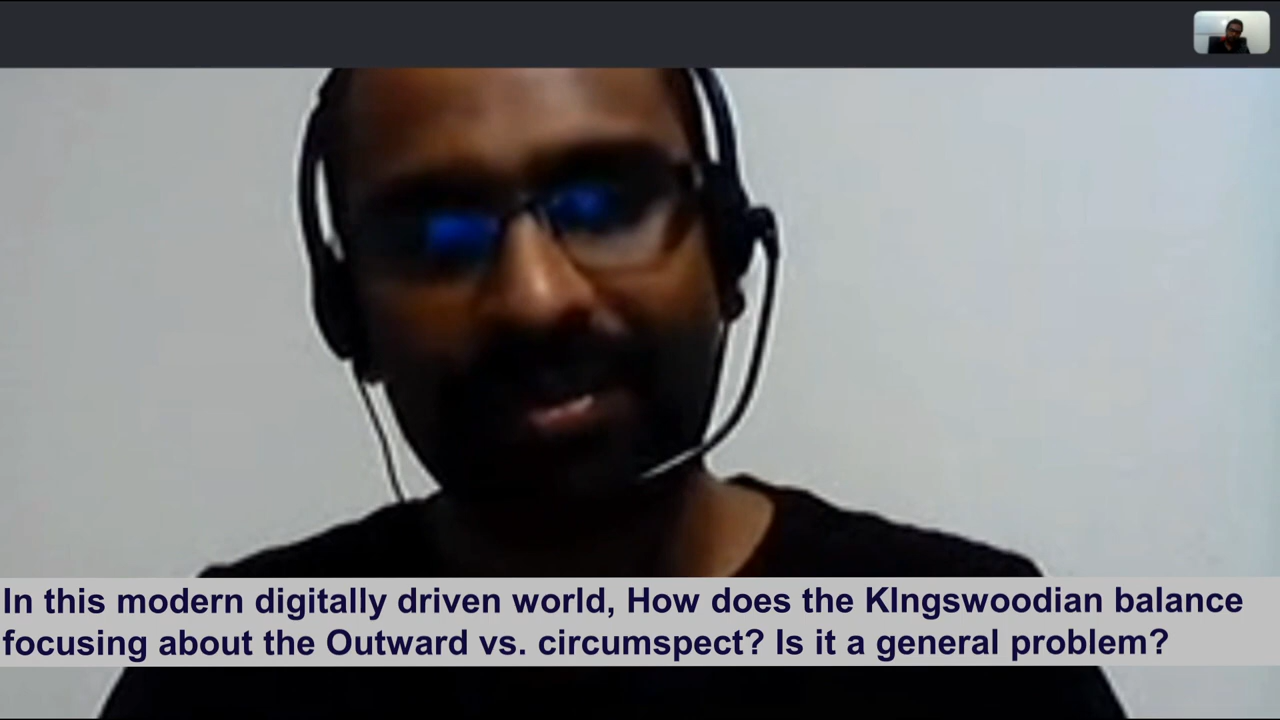 In this modern digitally driven world, How does the KIngswoodian balance
focusing about the Outward vs. circumspect? Is it a general problem?